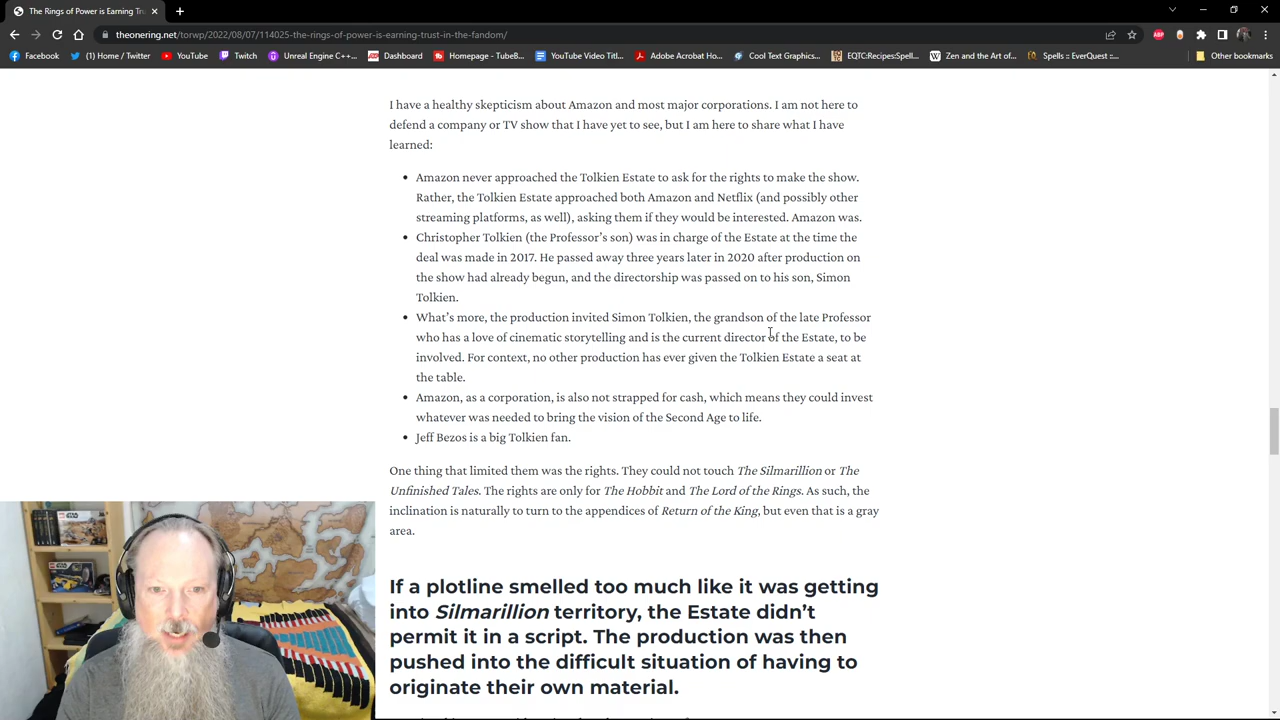 The Rings of Power is Earning Tru
theonering.net/torwp/2022/08/07/114025-the-rings-of-power-is-earning-trust-in-the-fandom/
Facebook (1) Home / Twitter YouTube Twitch Unreal Engine C++... Dashboard Homepage - TubeB... YouTube Video Titl... Adobe Acrobat Ho... Cool Text Graphics... EQTC:Recipes:Spell... Zen and the Art of... Spells :: EverQuest ::... Other bookmarks
I have a healthy skepticism about Amazon and most major corporations. I am not here to
defend a company or TV show that I have yet to see, but I am here to share what I have
learned:
Amazon never approached the Tolkien Estate to ask for the rights to make the show.
Rather, the Tolkien Estate approached both Amazon and Netflix (and possibly other
streaming platforms, as well), asking them if they would be interested. Amazon was.
Christopher Tolkien (the Professor's son) was in charge of the Estate at the time the
deal was made in 2017. He passed away three years later in 2020 after production on
the show had already begun, and the directorship was passed on to his son, Simon
Tolkien.
What's more, the production invited Simon Tolkien, the grandson of the late Professor
who has a love of cinematic storytelling and is the current director of the Estate, to be
involved. For context, no other production has ever given the Tolkien Estate a seat at
the table.
Amazon, as a corporation, is also not strapped for cash, which means they could invest
whatever was needed to bring the vision of the Second Age to life.
Jeff Bezos is a big Tolkien fan.
One thing that limited them was the rights. They could not touch The Silmarillion or The
Unfinished Tales. The rights are only for The Hobbit and The Lord of the Rings. As such, the
inclination is naturally to turn to the appendices of Return of the King, but even that is a gray
area.
If a plotline smelled too much like it was getting
into Silmarillion territory, the Estate didn't
permit it in a script. The production was then
pushed into the difficult situation of having to
originate their own material.